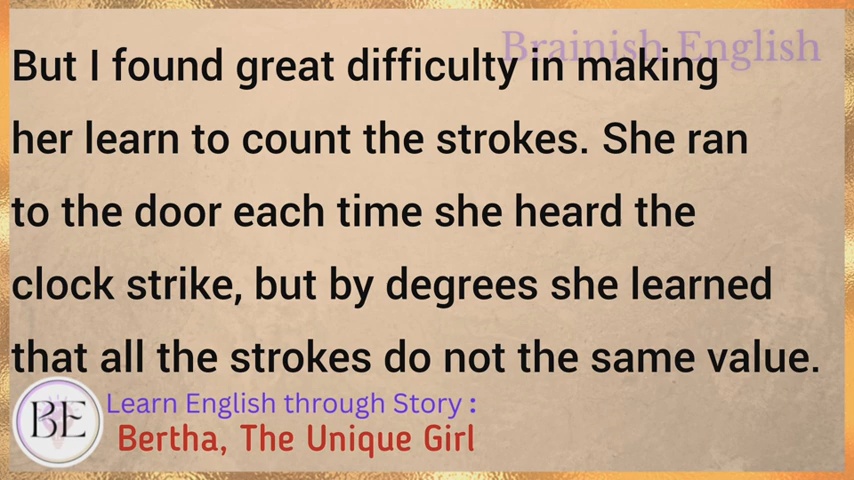 Brainish English
But I found great difficulty in making
her learn to count the strokes. She ran
to the door each time she heard the
clock strike, but by degrees she learned
that all the strokes do not the same value.
BE
Learn English through Story :
Bertha, The Unique Girl